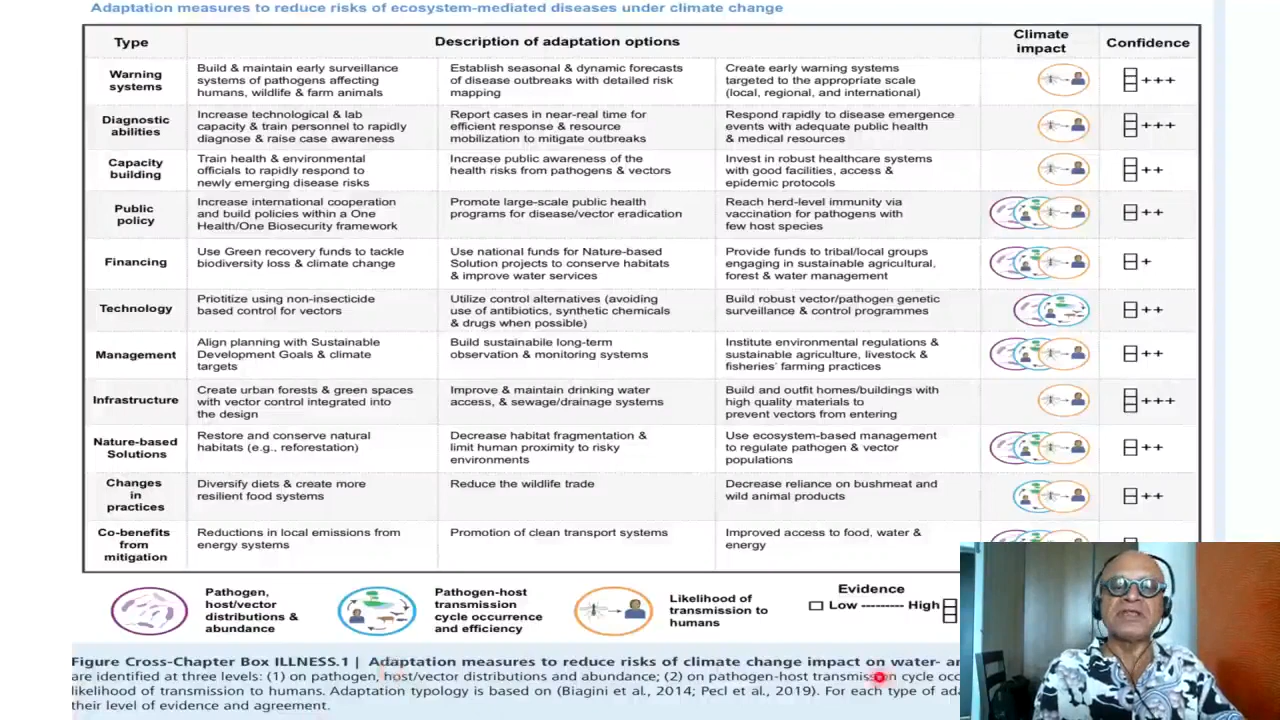 Adaptation measures to reduce risks of ecosystem-mediated diseases under climate change
Type
Description of adaptation options
Climate
impact
Confidence
Warning
systems
Build & maintain early surveillance
systems of pathogens affecting
humans, wildlife & farm animals
Establish seasonal & dynamic forecasts
of disease outbreaks with detailed risk
mapping
Create early warning systems
targeted to the appropriate scale
(local, regional, and international)
+++
Diagnostic
abilities
Increase technological & lab
capacity & train personnel to rapidly
diagnose & raise case awareness
Report cases in near-real time for
efficient response & resource
mobilization to mitigate outbreaks
Respond rapidly to disease emergence
events with adequate public health
& medical resources
+++
Capacity
building
Train health & environmental
officials to rapidly respond to
newly emerging disease risks
Increase public awareness of the
health risks from pathogens & vectors
Invest in robust healthcare systems
with good facilities, access &
epidemic protocols
++
Public
policy
Increase international cooperation
and build policies within a One
Health/One Biosecurity framework
Promote large-scale public health
programs for disease/vector eradication
Reach herd-level immunity via
vaccination for pathogens with
few host species
++
Financing
Use Green recovery funds to tackle
biodiversity loss & climate change
Use national funds for Nature-based
Solution projects to conserve habitats
& improve water services
Provide funds to tribal/local groups
engaging in sustainable agricultural,
forest & water management
+
Technology
Priotitize using non-insecticide
based control for vectors
Utilize control alternatives (avoiding
use of antibiotics, synthetic chemicals
& drugs when possible)
Build robust vector/pathogen genetic
surveillance & control programmes
++
Management
Align planning with Sustainable
Development Goals & climate
targets
Build sustainabile long-term
observation & monitoring systems
Institute environmental regulations &
sustainable agriculture, livestock &
fisheries' farming practices
++
Infrastructure
Create urban forests & green spaces
with vector control integrated into
the design
Improve & maintain drinking water
access, & sewage/drainage systems
Build and outfit homes/buildings with
high quality materials to
prevent vectors from entering
+++
Nature-based
Solutions
Restore and conserve natural
habitats (e.g., reforestation)
Decrease habitat fragmentation &
limit human proximity to risky
environments
Use ecosystem-based management
to regulate pathogen & vector
populations
++
Changes
in
practices
Diversify diets & create more
resilient food systems
Reduce the wildlife trade
Decrease reliance on bushmeat and
wild animal products
++
Co-benefits
from
mitigation
Reductions in local emissions from
energy systems
Promotion of clean transport systems
Improved access to food, water &
energy
Pathogen,
host/vector
distributions &
abundance
Pathogen-host
transmission
cycle occurrence
and efficiency
Likelihood of
transmission to
humans
Evidence
Low --------- High
Figure Cross-Chapter Box ILLNESS.1 | Adaptation measures to reduce risks of climate change impact on water- an
are identified at three levels: (1) on pathogen, host/vector distributions and abundance; (2) on pathogen-host transmission cycle occ
likelihood of transmission to humans. Adaptation typology is based on (Biagini et al., 2014; Pecl et al., 2019). For each type of ada
their level of evidence and agreement.